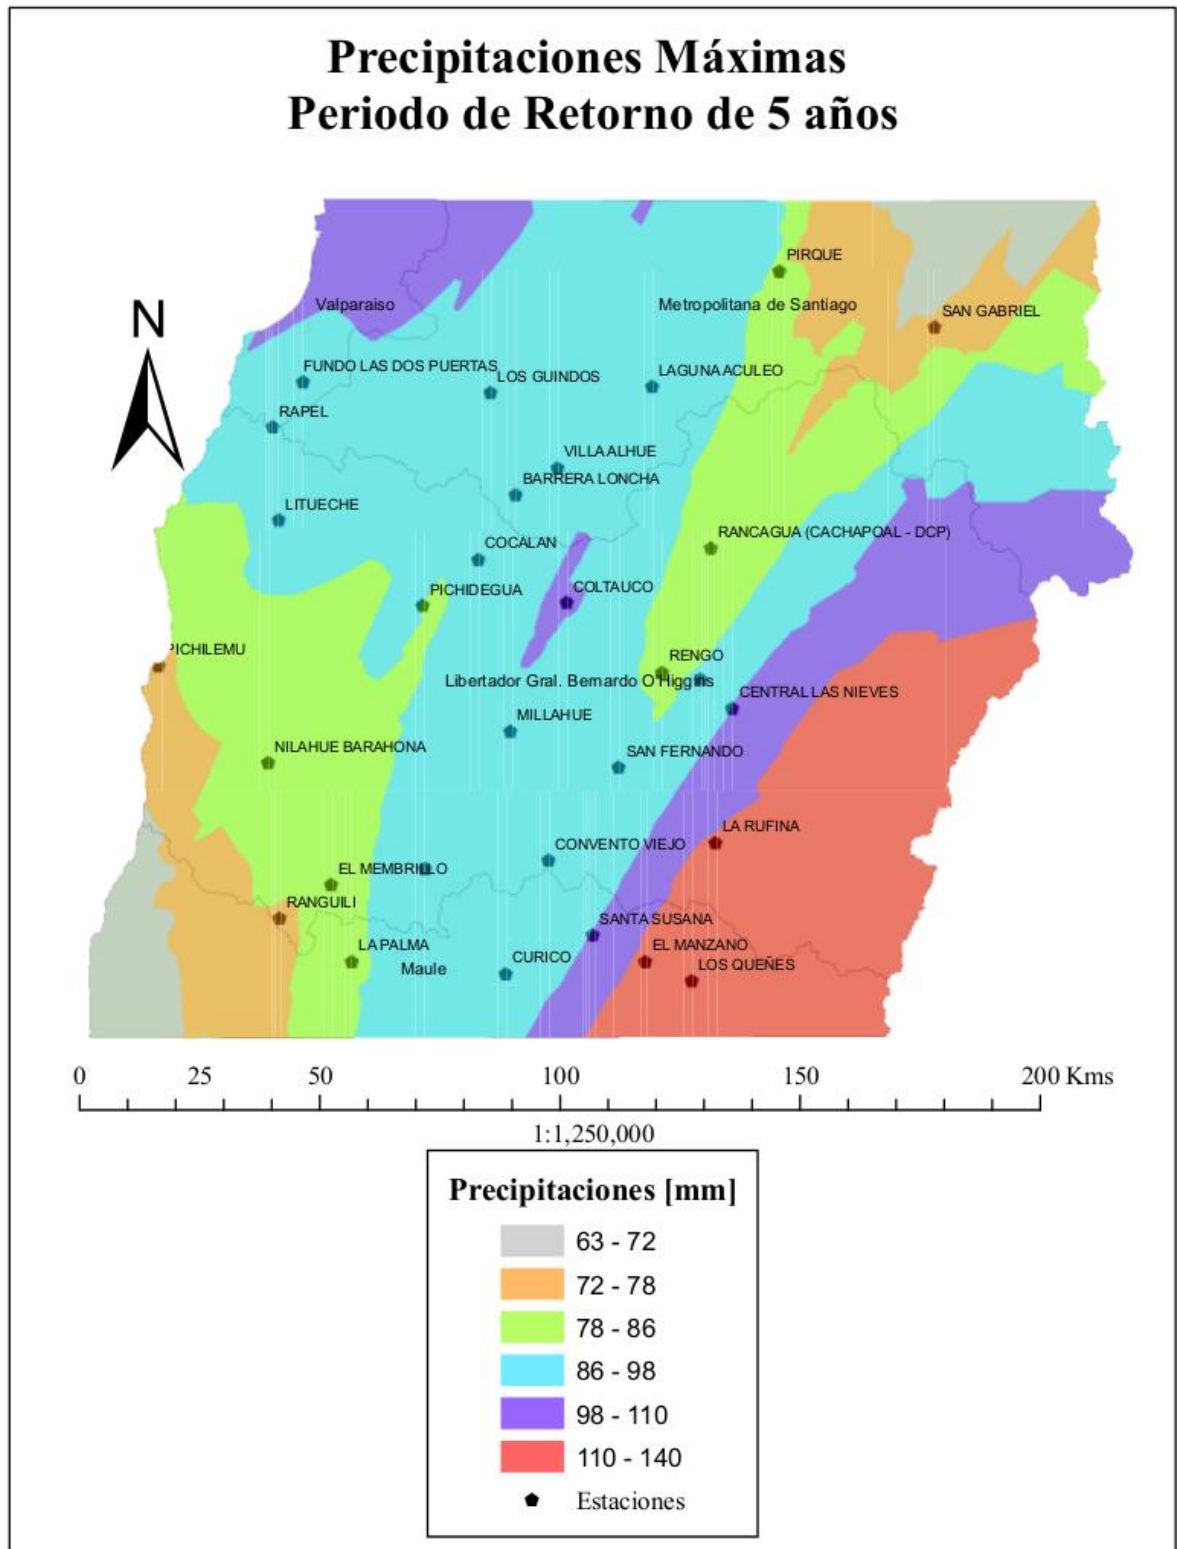 Precipitaciones Máximas
Periodo de Retorno de 5 años
PIRQUE
Valparaiso
Metropolitana de Santiago
SAN GABRIEL
N
FUNDO LAS DOS PUERTAS
LOS GUINDOS
LAGUNA ACULEO
RAPEL
VILLA ALHUE
BARRERA LONCHA
LITUECHE
RANCAGUA (CACHAPOAL - DCP)
COCALAN
PICHIDEGUA
COLTAUCO
PICHILEMU
RENGO
Libertador Gral. Bernardo O'Higgins
CENTRAL LAS NIEVES
MILLAHUE
NILAHUE BARAHONA
SAN FERNANDO
LA RUFINA
CONVENTO VIEJO
EL MEMBRILLO
RANGUILI
SANTA SUSANA
LA PALMA
EL MANZANO
CURICO
Maule
LOS QUEÑES
0 25 50 100 150 200 Kms
1:1,250,000
Precipitaciones [mm]
63 - 72
72 - 78
78 - 86
86 - 98
98 - 110
110 - 140
Estaciones